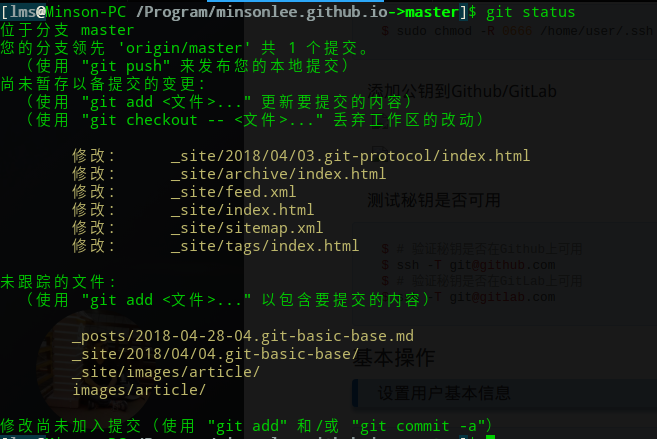 [lms@Minson-PC /Program/minsonlee.github.io->master]$ git status
位于分支 master
您的分支领先 'origin/master' 共 1 个提交。
（使用 "git push" 来发布您的本地提交）
尚未暂存以备提交的变更：
（使用 "git add <文件>..." 更新要提交的内容）
（使用 "git checkout -- <文件>..." 丢弃工作区的改动）
修改： _site/2018/04/03.git-protocol/index.html
修改： _site/archive/index.html
修改： _site/feed.xml
修改： _site/index.html
修改： _site/sitemap.xml
修改： _site/tags/index.html
未跟踪的文件:
（使用 "git add <文件>..." 以包含要提交的内容）
_posts/2018-04-28-04.git-basic-base.md
_site/2018/04/04.git-basic-base/
_site/images/article/
images/article/
修改尚未加入提交（使用 "git add" 和/或 "git commit -a"）
$ sudo chmod -R 0660 /home/user/.ssh
添加公钥到Github/GitLab
测试秘钥是否可用
$ # 验证秘钥是否在Github上可用
$ ssh -T git@github.com
$ # 验证秘钥是否在GitLab上可用
$ ssh -T git@gitlab.com
基本操作
设置用户基本信息